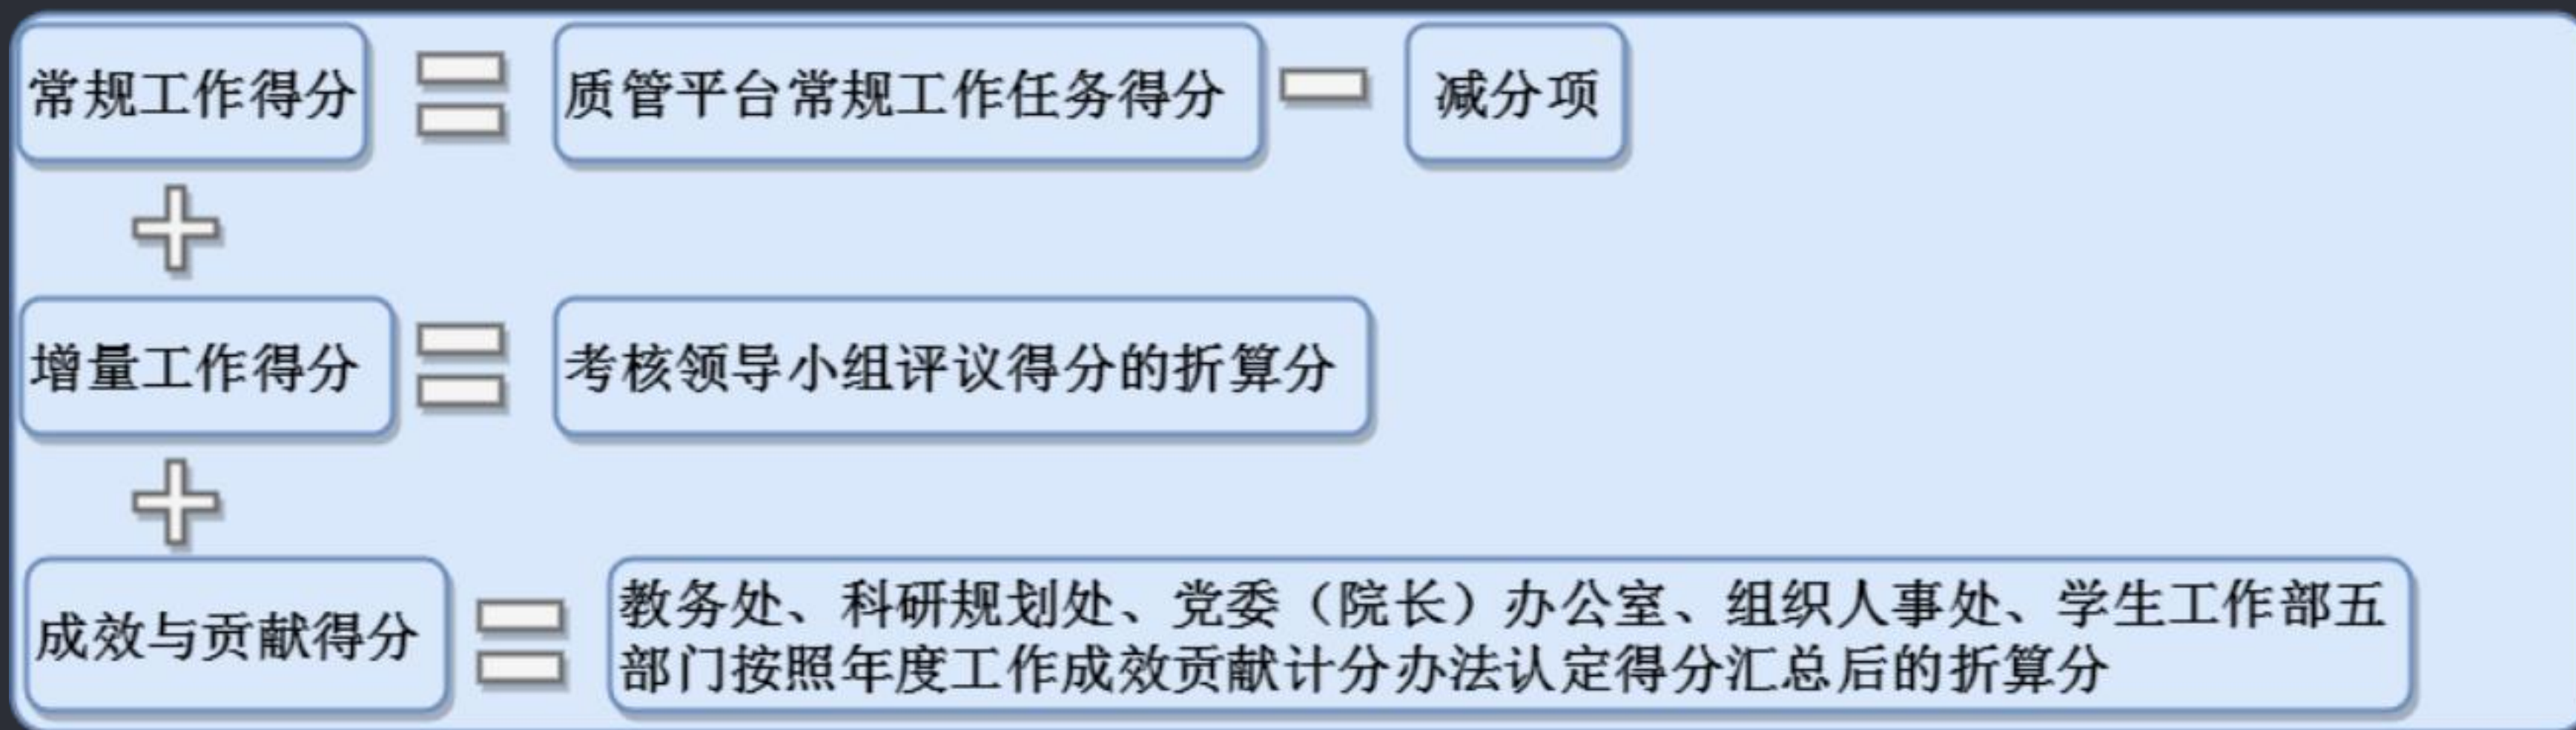 常规工作得分 = 质管平台常规工作任务得分 - 减分项
+
增量工作得分 = 考核领导小组评议得分的折算分
+
成效与贡献得分 = 教务处、科研规划处、党委（院长）办公室、组织人事处、学生工作部五
部门按照年度工作成效贡献计分办法认定得分汇总后的折算分